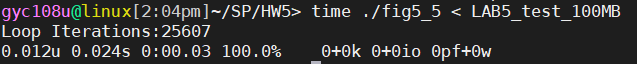 gyc108u@linux[2:04pm]~/SP/HW5> time ./fig5_5 < LAB5_test_100MB
Loop Iterations:25607
0.012u 0.024s 0:00.03 100.0%    0+0k 0+0io 0pf+0w